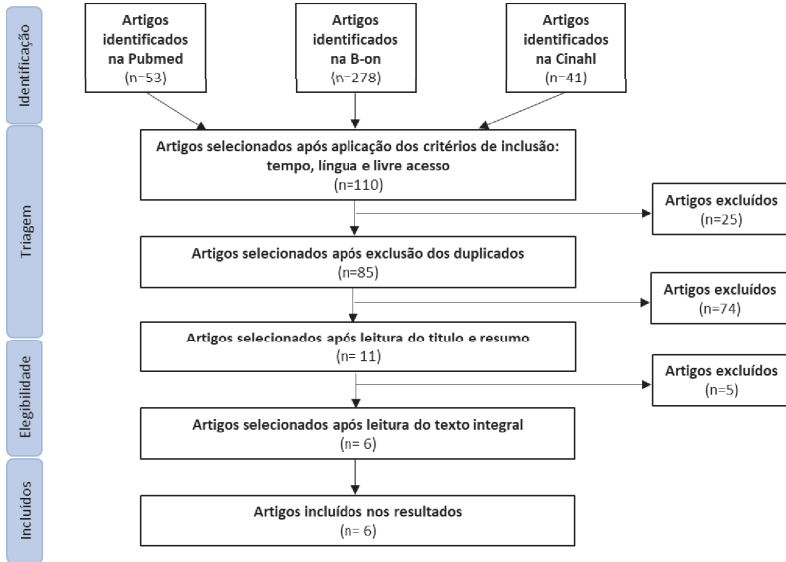 Identificação
Artigos
identificados
na Pubmed
(n=53)
Artigos
identificados
na B-on
(n=278)
Artigos
identificados
na Cinahl
(n=41)
Triagem
Artigos selecionados após aplicação dos critérios de inclusão:
tempo, língua e livre acesso
(n=110)
Artigos excluídos
(n=25)
Artigos selecionados após exclusão dos duplicados
(n=85)
Artigos excluídos
(n=74)
Artigos selecionados após leitura do titulo e resumo
(n= 11)
Elegibilidade
Artigos excluídos
(n=5)
Artigos selecionados após leitura do texto integral
(n= 6)
Incluídos
Artigos incluídos nos resultados
(n= 6)